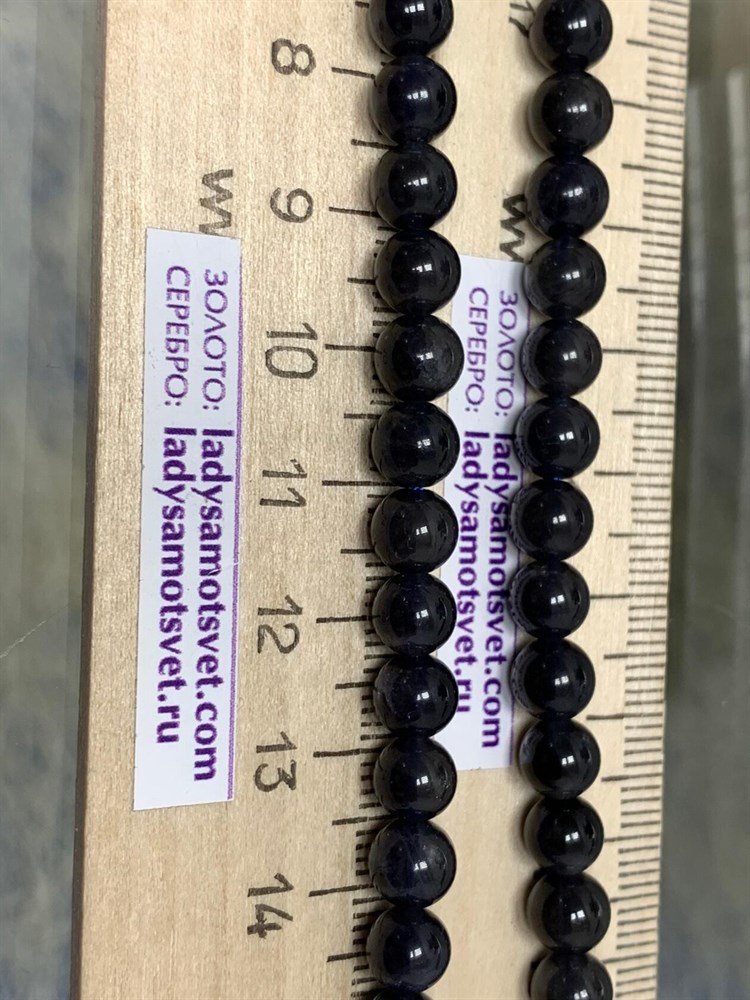 8
9
10
11
12
13
14
17
ЗОЛОТО: ladysamotsvet.com
СЕРЕБРО: ladysamotsvet.ru
ЗОЛОТО: ladysamotsvet.com
СЕРЕБРО: ladysamotsvet.ru